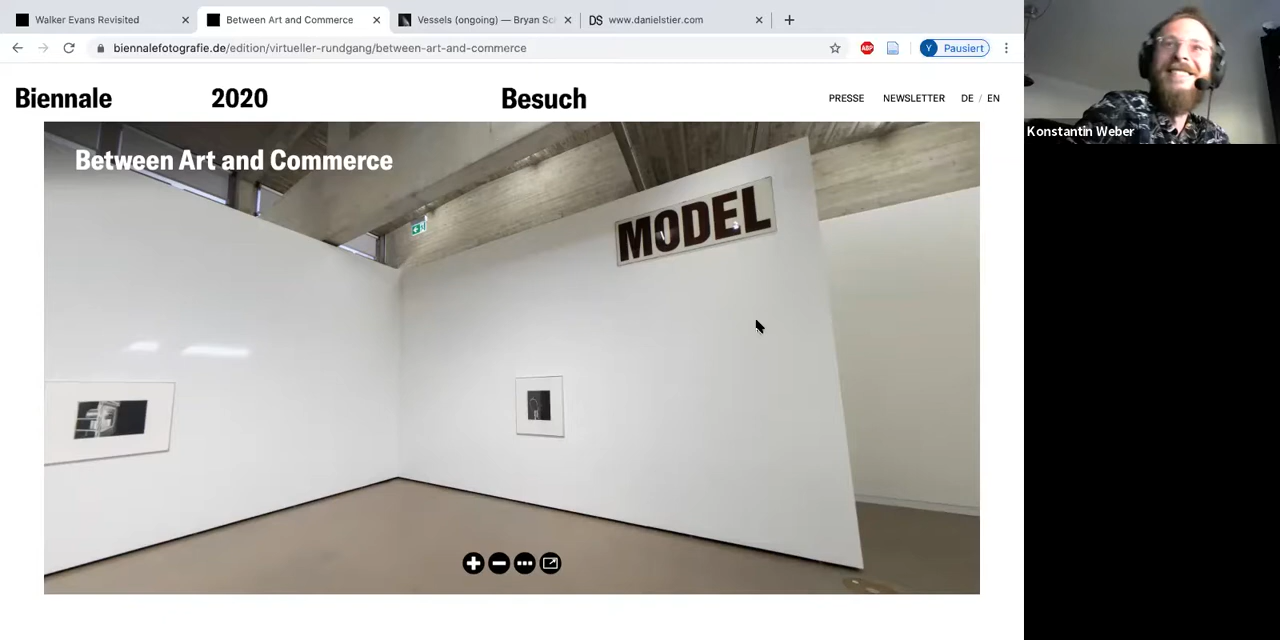 Walker Evans Revisited
Between Art and Commerce
Vessels (ongoing) — Bryan Sc
DS www.danielstier.com
biennalefotografie.de/edition/virtueller-rundgang/between-art-and-commerce
ABP
Y Pausiert
Biennale 2020 Besuch PRESSE NEWSLETTER DE / EN
Between Art and Commerce
MODEL
Konstantin Weber